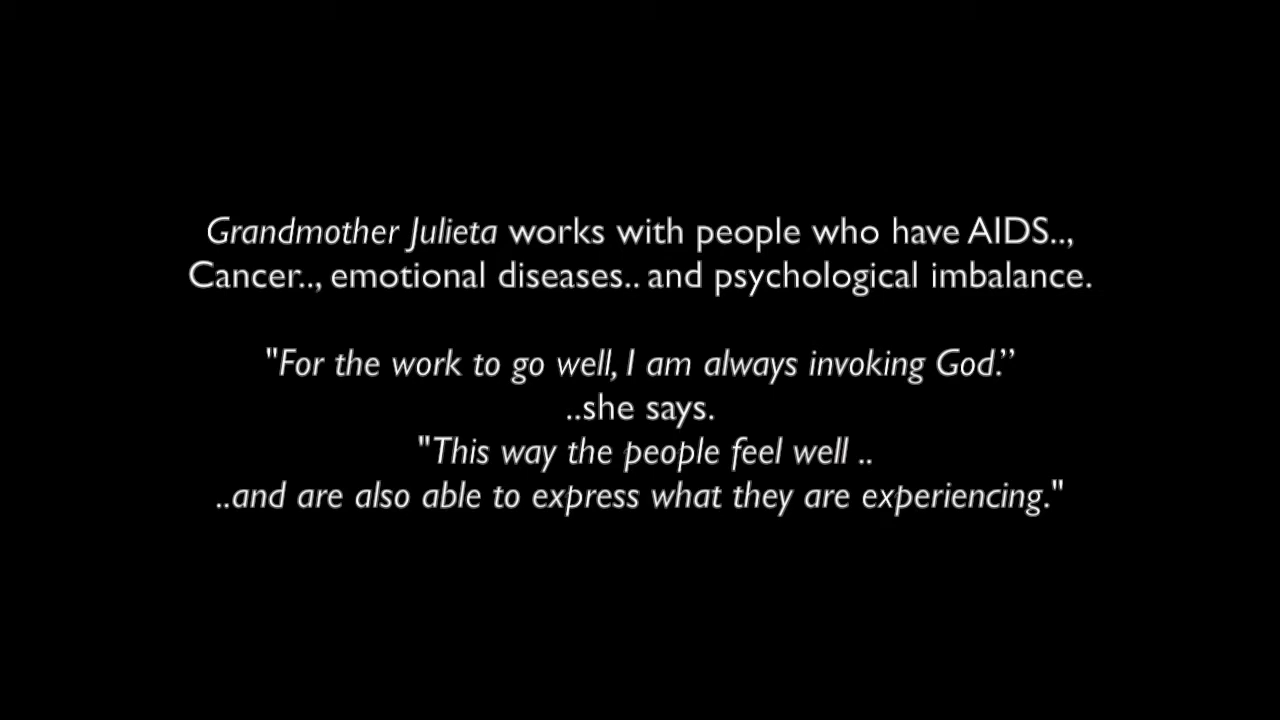 Grandmother Julieta works with people who have AIDS..,
Cancer.., emotional diseases.. and psychological imbalance.
"For the work to go well, I am always invoking God.”
..she says.
"This way the people feel well ..
..and are also able to express what they are experiencing."